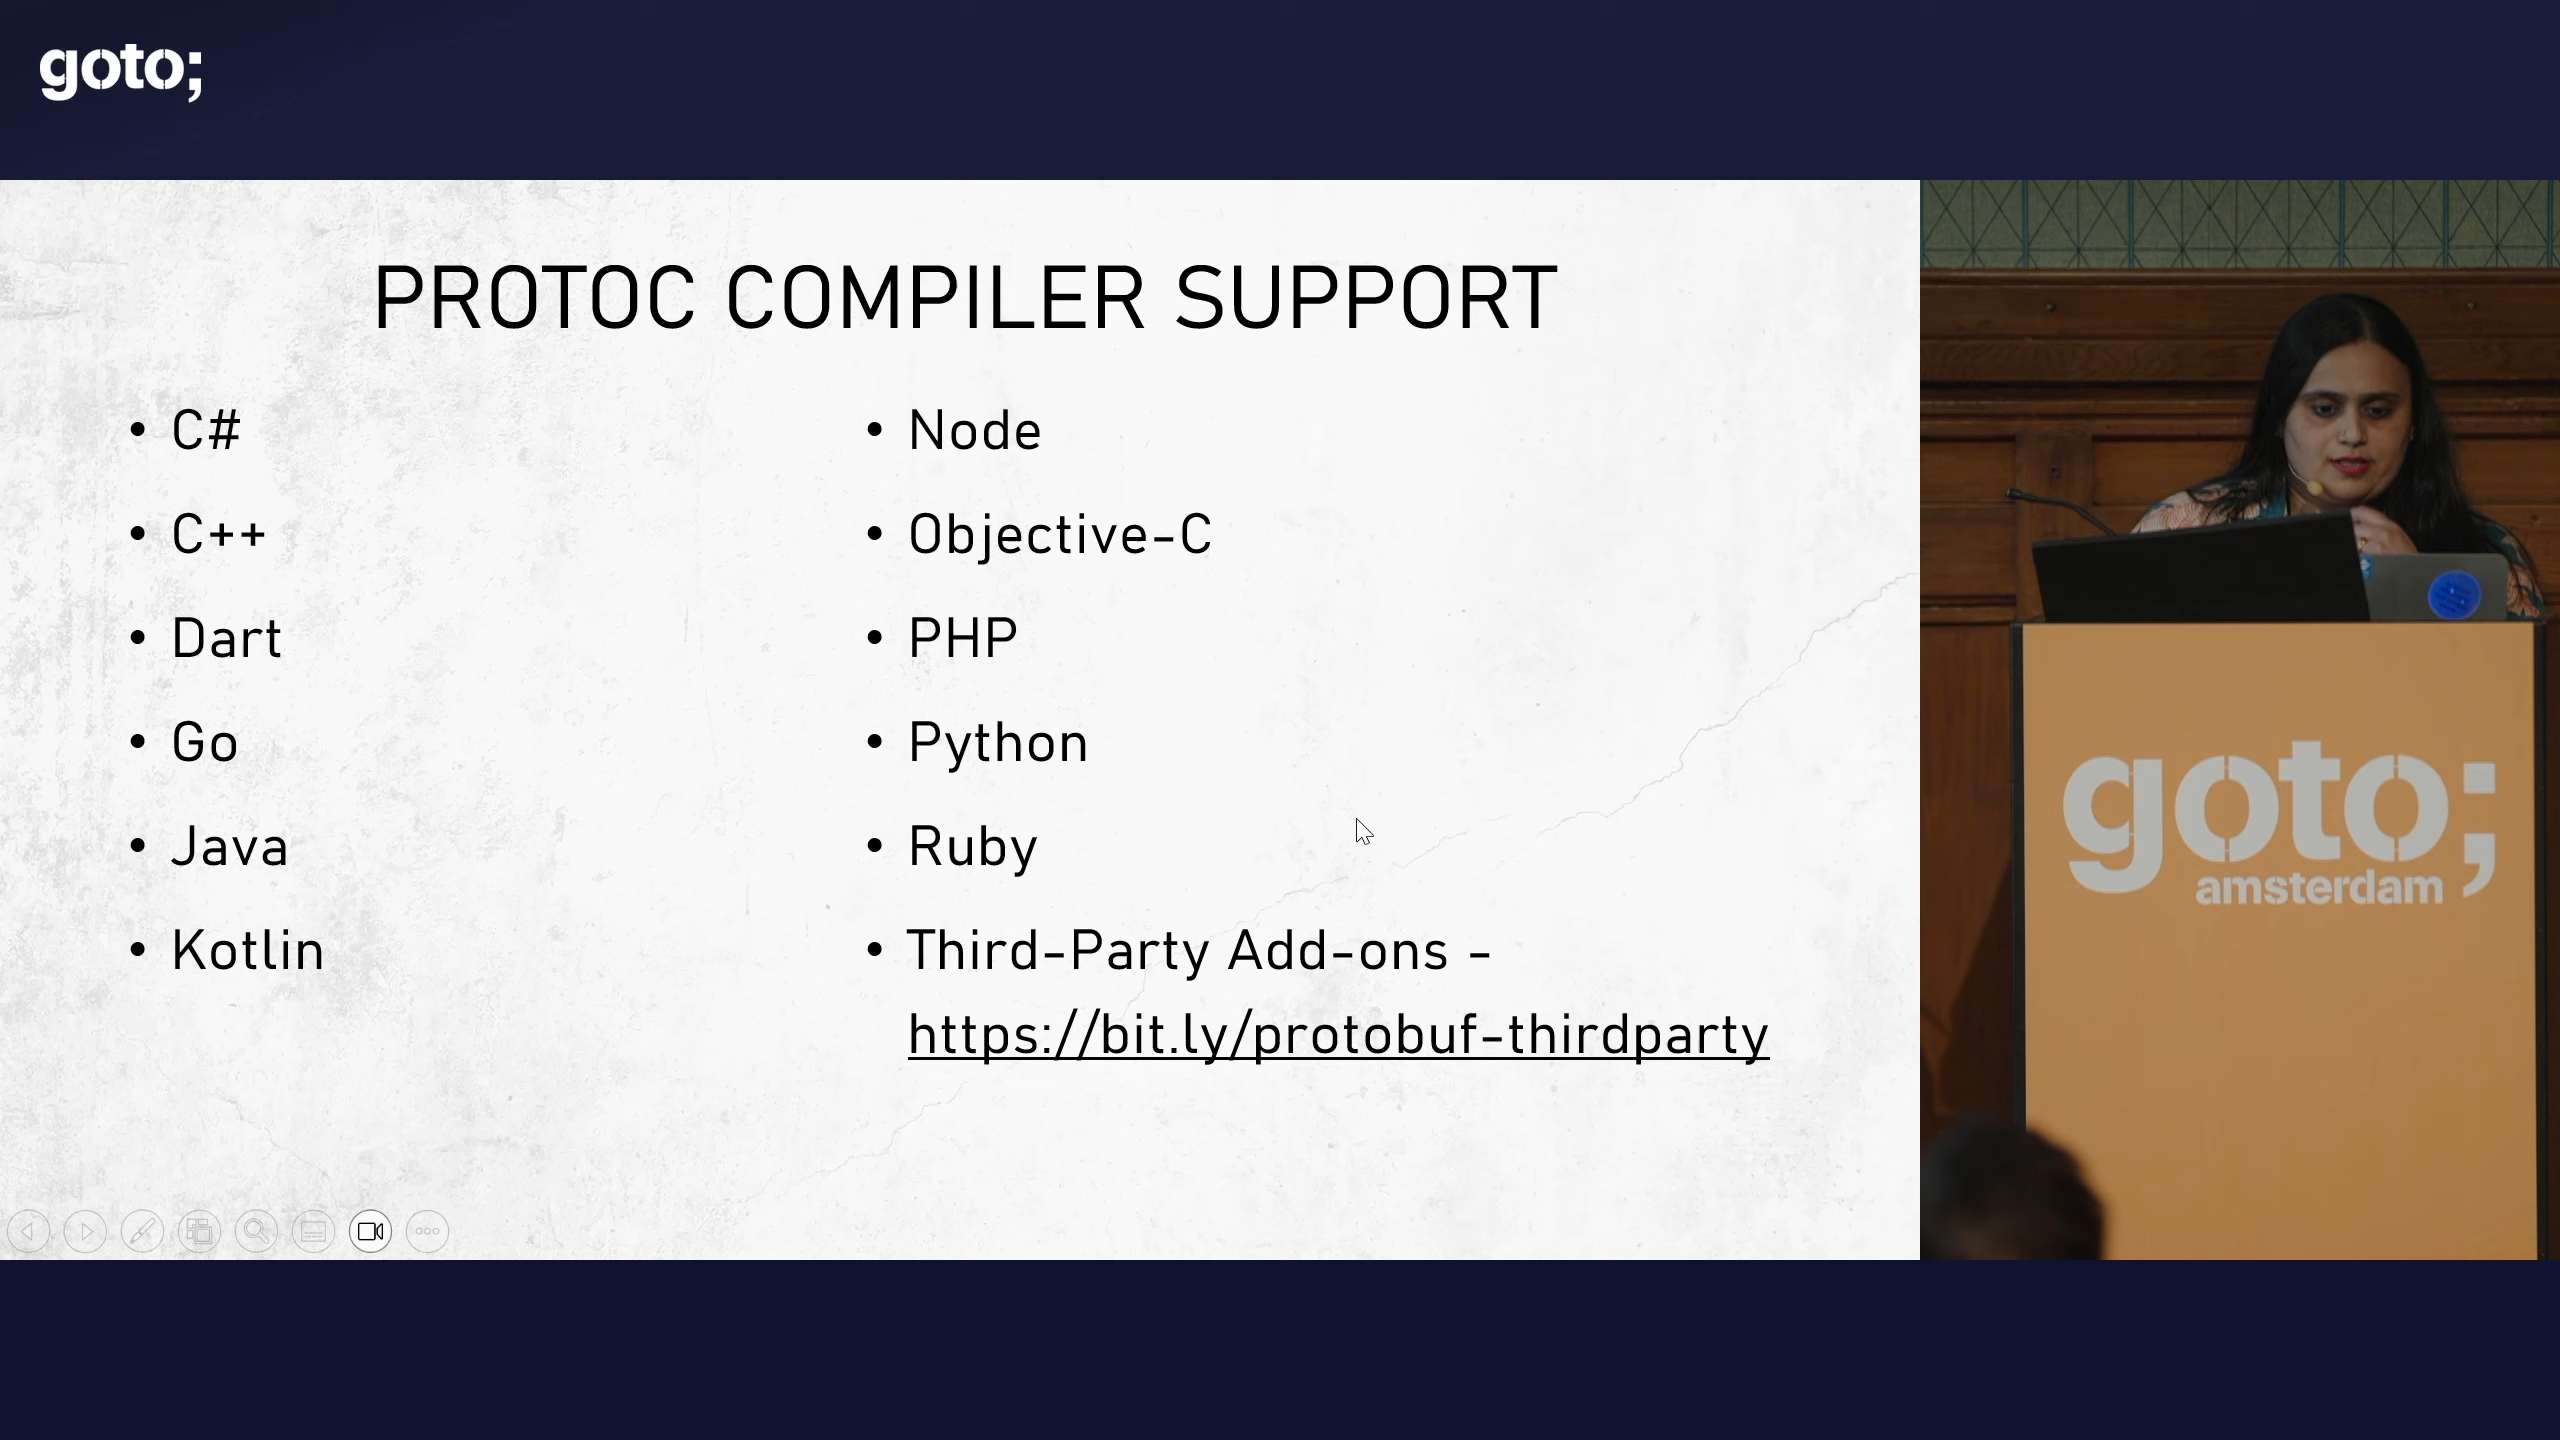 goto;
PROTOC COMPILER SUPPORT
• C#
• C++
• Dart
• Go
• Java
• Kotlin
• Node
• Objective-C
• PHP
• Python
• Ruby
• Third-Party Add-ons -
https://bit.ly/protobuf-thirdparty
goto;
amsterdam